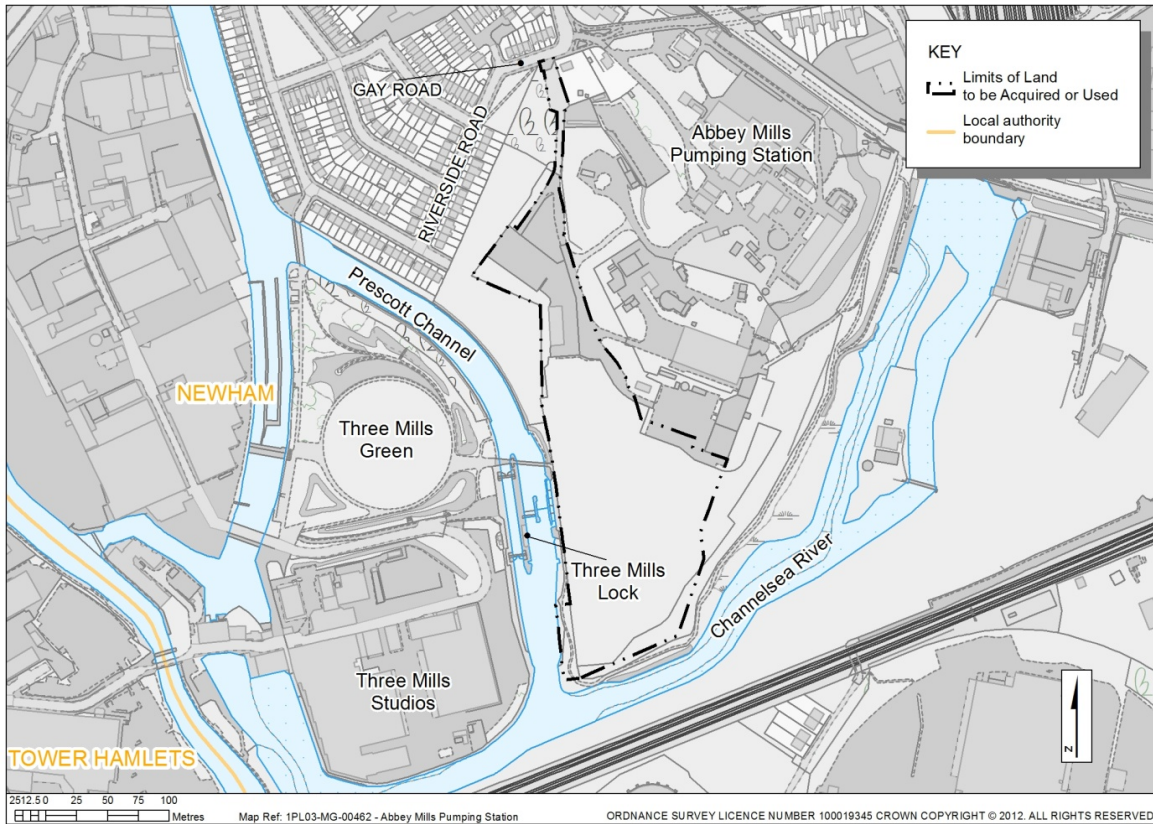 KEY
Limits of Land
to be Acquired or Used
Local authority
boundary
GAY ROAD
RIVERSIDE ROAD
Abbey Mills
Pumping Station
Prescott Channel
NEWHAM
Three Mills
Green
Three Mills
Lock
Channelsea River
Three Mills
Studios
TOWER HAMLETS
N
25 12.5 0 25 50 75 100
Metres
Map Ref: 1PL03-MG-00462 - Abbey Mills Pumping Station
ORDNANCE SURVEY LICENCE NUMBER 100019345 CROWN COPYRIGHT © 2012. ALL RIGHTS RESERVED